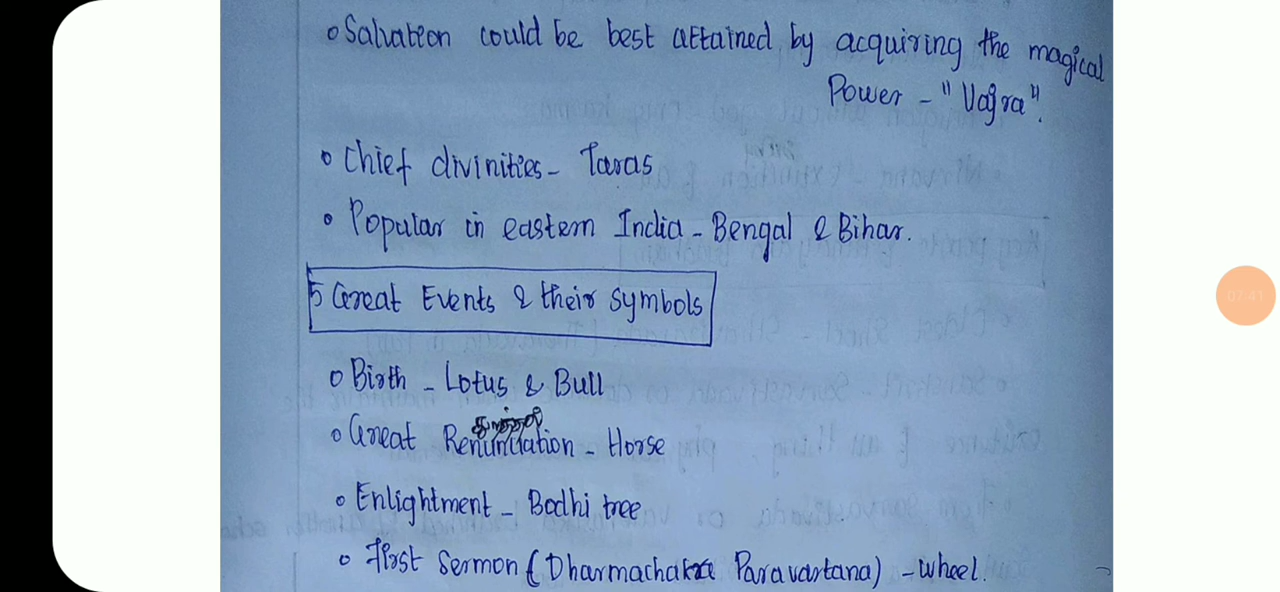 o Salvation could be best attained by acquiring the magical
Power - "Vajra".
o Chief divinities - Taras
o Popular in eastern India - Bengal & Bihar.
5 Great Events & their symbols
o Birth - Lotus & Bull
o Great Renunciation - Horse
o Enlightment - Bodhi tree
o First Sermon (Dharmachakra Paravartana) - Wheel.
07:41